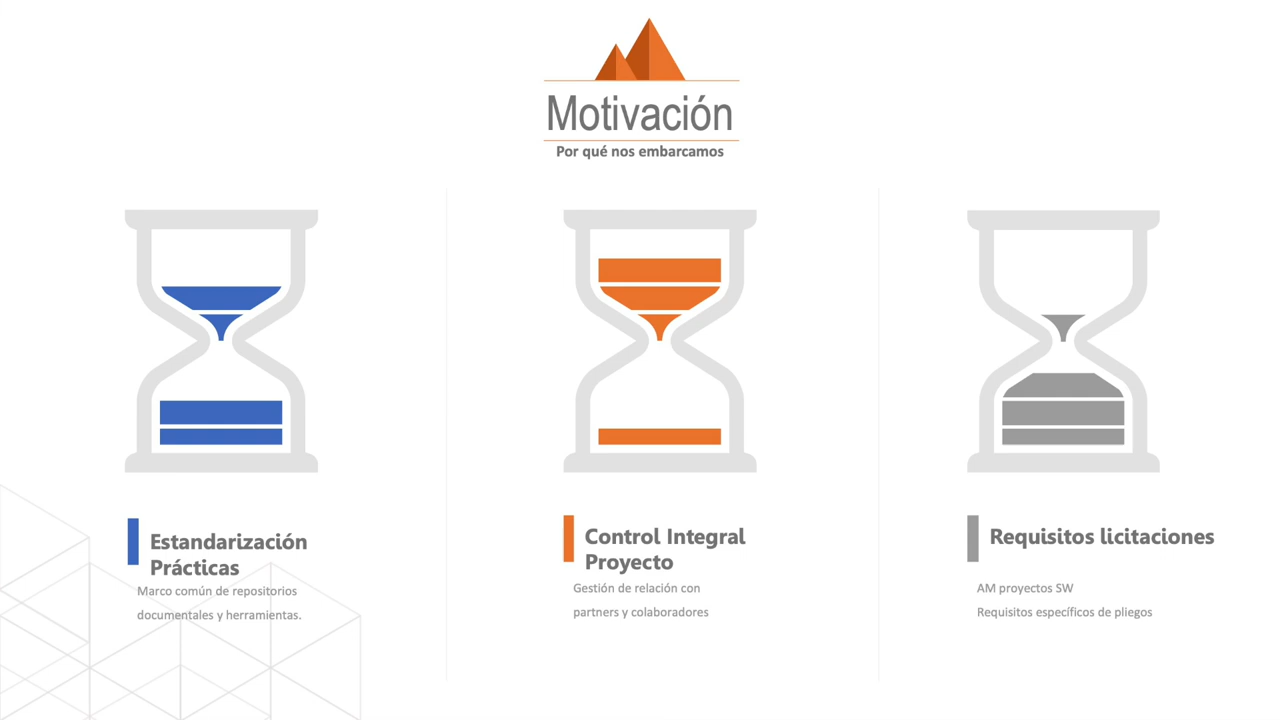 Motivación
Por qué nos embarcamos
Estandarización
Prácticas
Marco común de repositorios
documentales y herramientas.
Control Integral
Proyecto
Gestión de relación con
partners y colaboradores
Requisitos licitaciones
AM proyectos SW
Requisitos específicos de pliegos